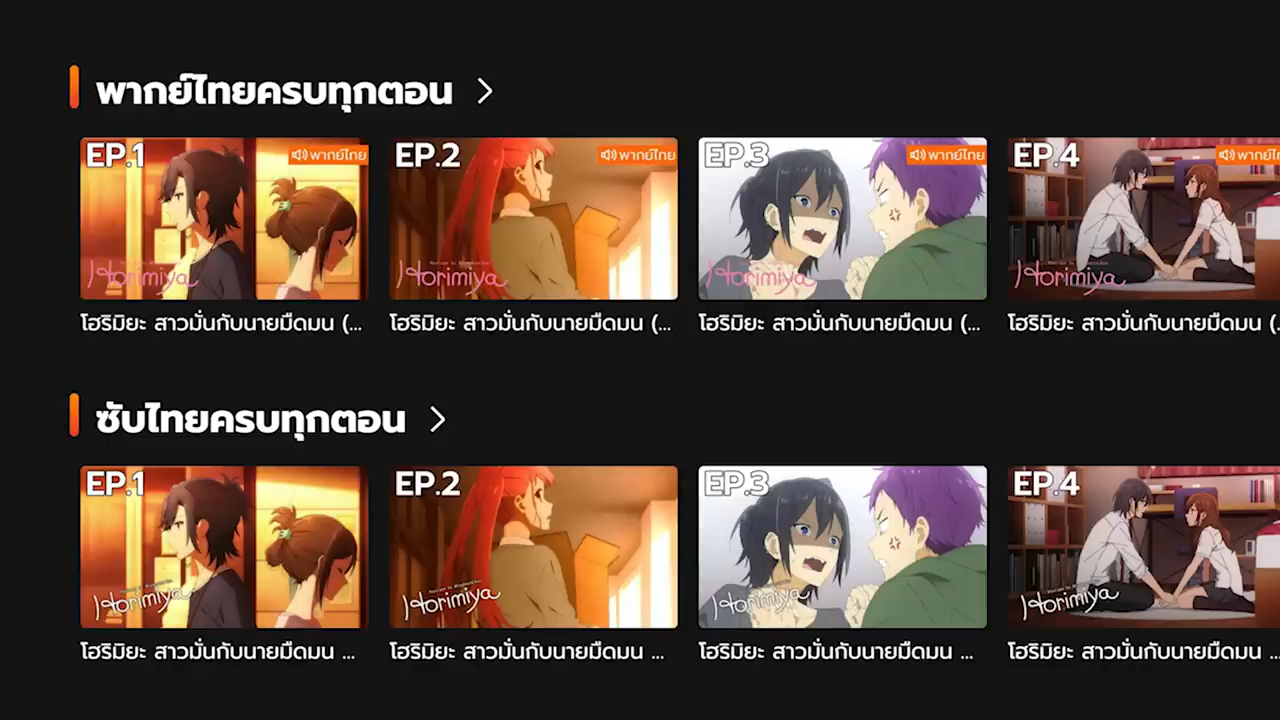 พากย์ไทยครบทุกตอน
EP.1
พากย์ไทย
Horimiya
EP.2
พากย์ไทย
Horimiya
EP.3
พากย์ไทย
Horimiya
EP.4
พากย์ไท
Horimiya
โฮริมิยะ สาวมั่นกับนายมืดมน (...
โฮริมิยะ สาวมั่นกับนายมืดมน (...
โฮริมิยะ สาวมั่นกับนายมืดมน (...
โฮริมิยะ สาวมั่นกับนายมืดมน (.
ซับไทยครบทุกตอน
EP.1
Horimiya
EP.2
Horimiya
EP.3
Horimiya
EP.4
Horimiya
โฮริมิยะ สาวมั่นกับนายมืดมน ...
โฮริมิยะ สาวมั่นกับนายมืดมน ...
โฮริมิยะ สาวมั่นกับนายมืดมน ...
โฮริมิยะ สาวมั่นกับนายมืดมน ...